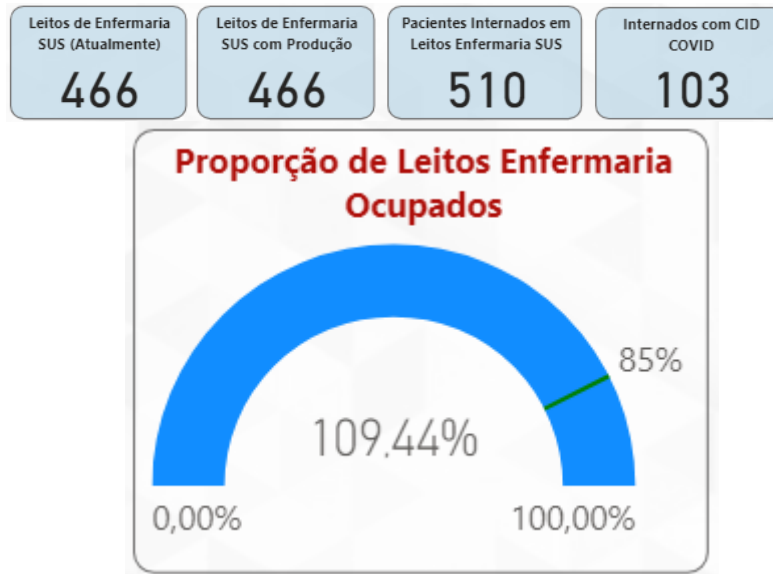 Leitos de Enfermaria
SUS (Atualmente)
466
Leitos de Enfermaria
SUS com Produção
466
Pacientes Internados em
Leitos Enfermaria SUS
510
Internados com CID
COVID
103
Proporção de Leitos Enfermaria
Ocupados
85%
109,44%
0,00%
100,00%